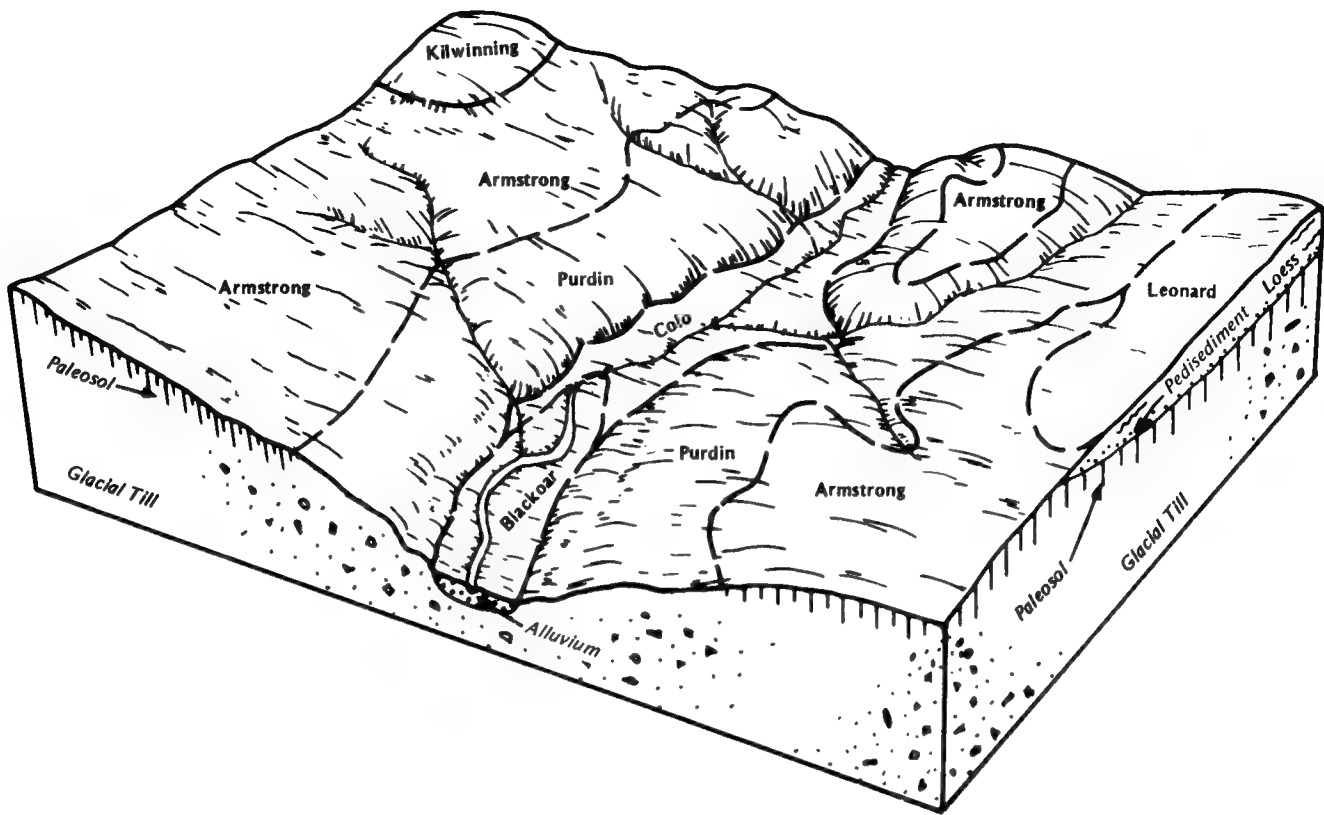 Kilwinning
Armstrong
Armstrong
Armstrong
Purdin
Leonard
Loess
Colo
Pedisediment
Paleosol
Purdin
Armstrong
Blackoar
Glacial Till
Paleosol
Glacial Till
Alluvium